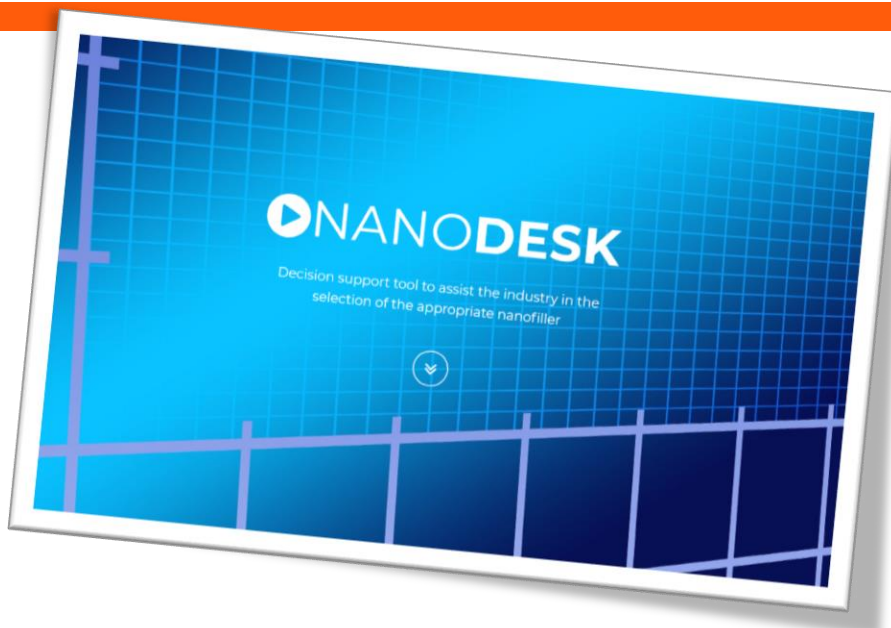 NANODESK
Decision support tool to assist the industry in the
selection of the appropriate nanofiller